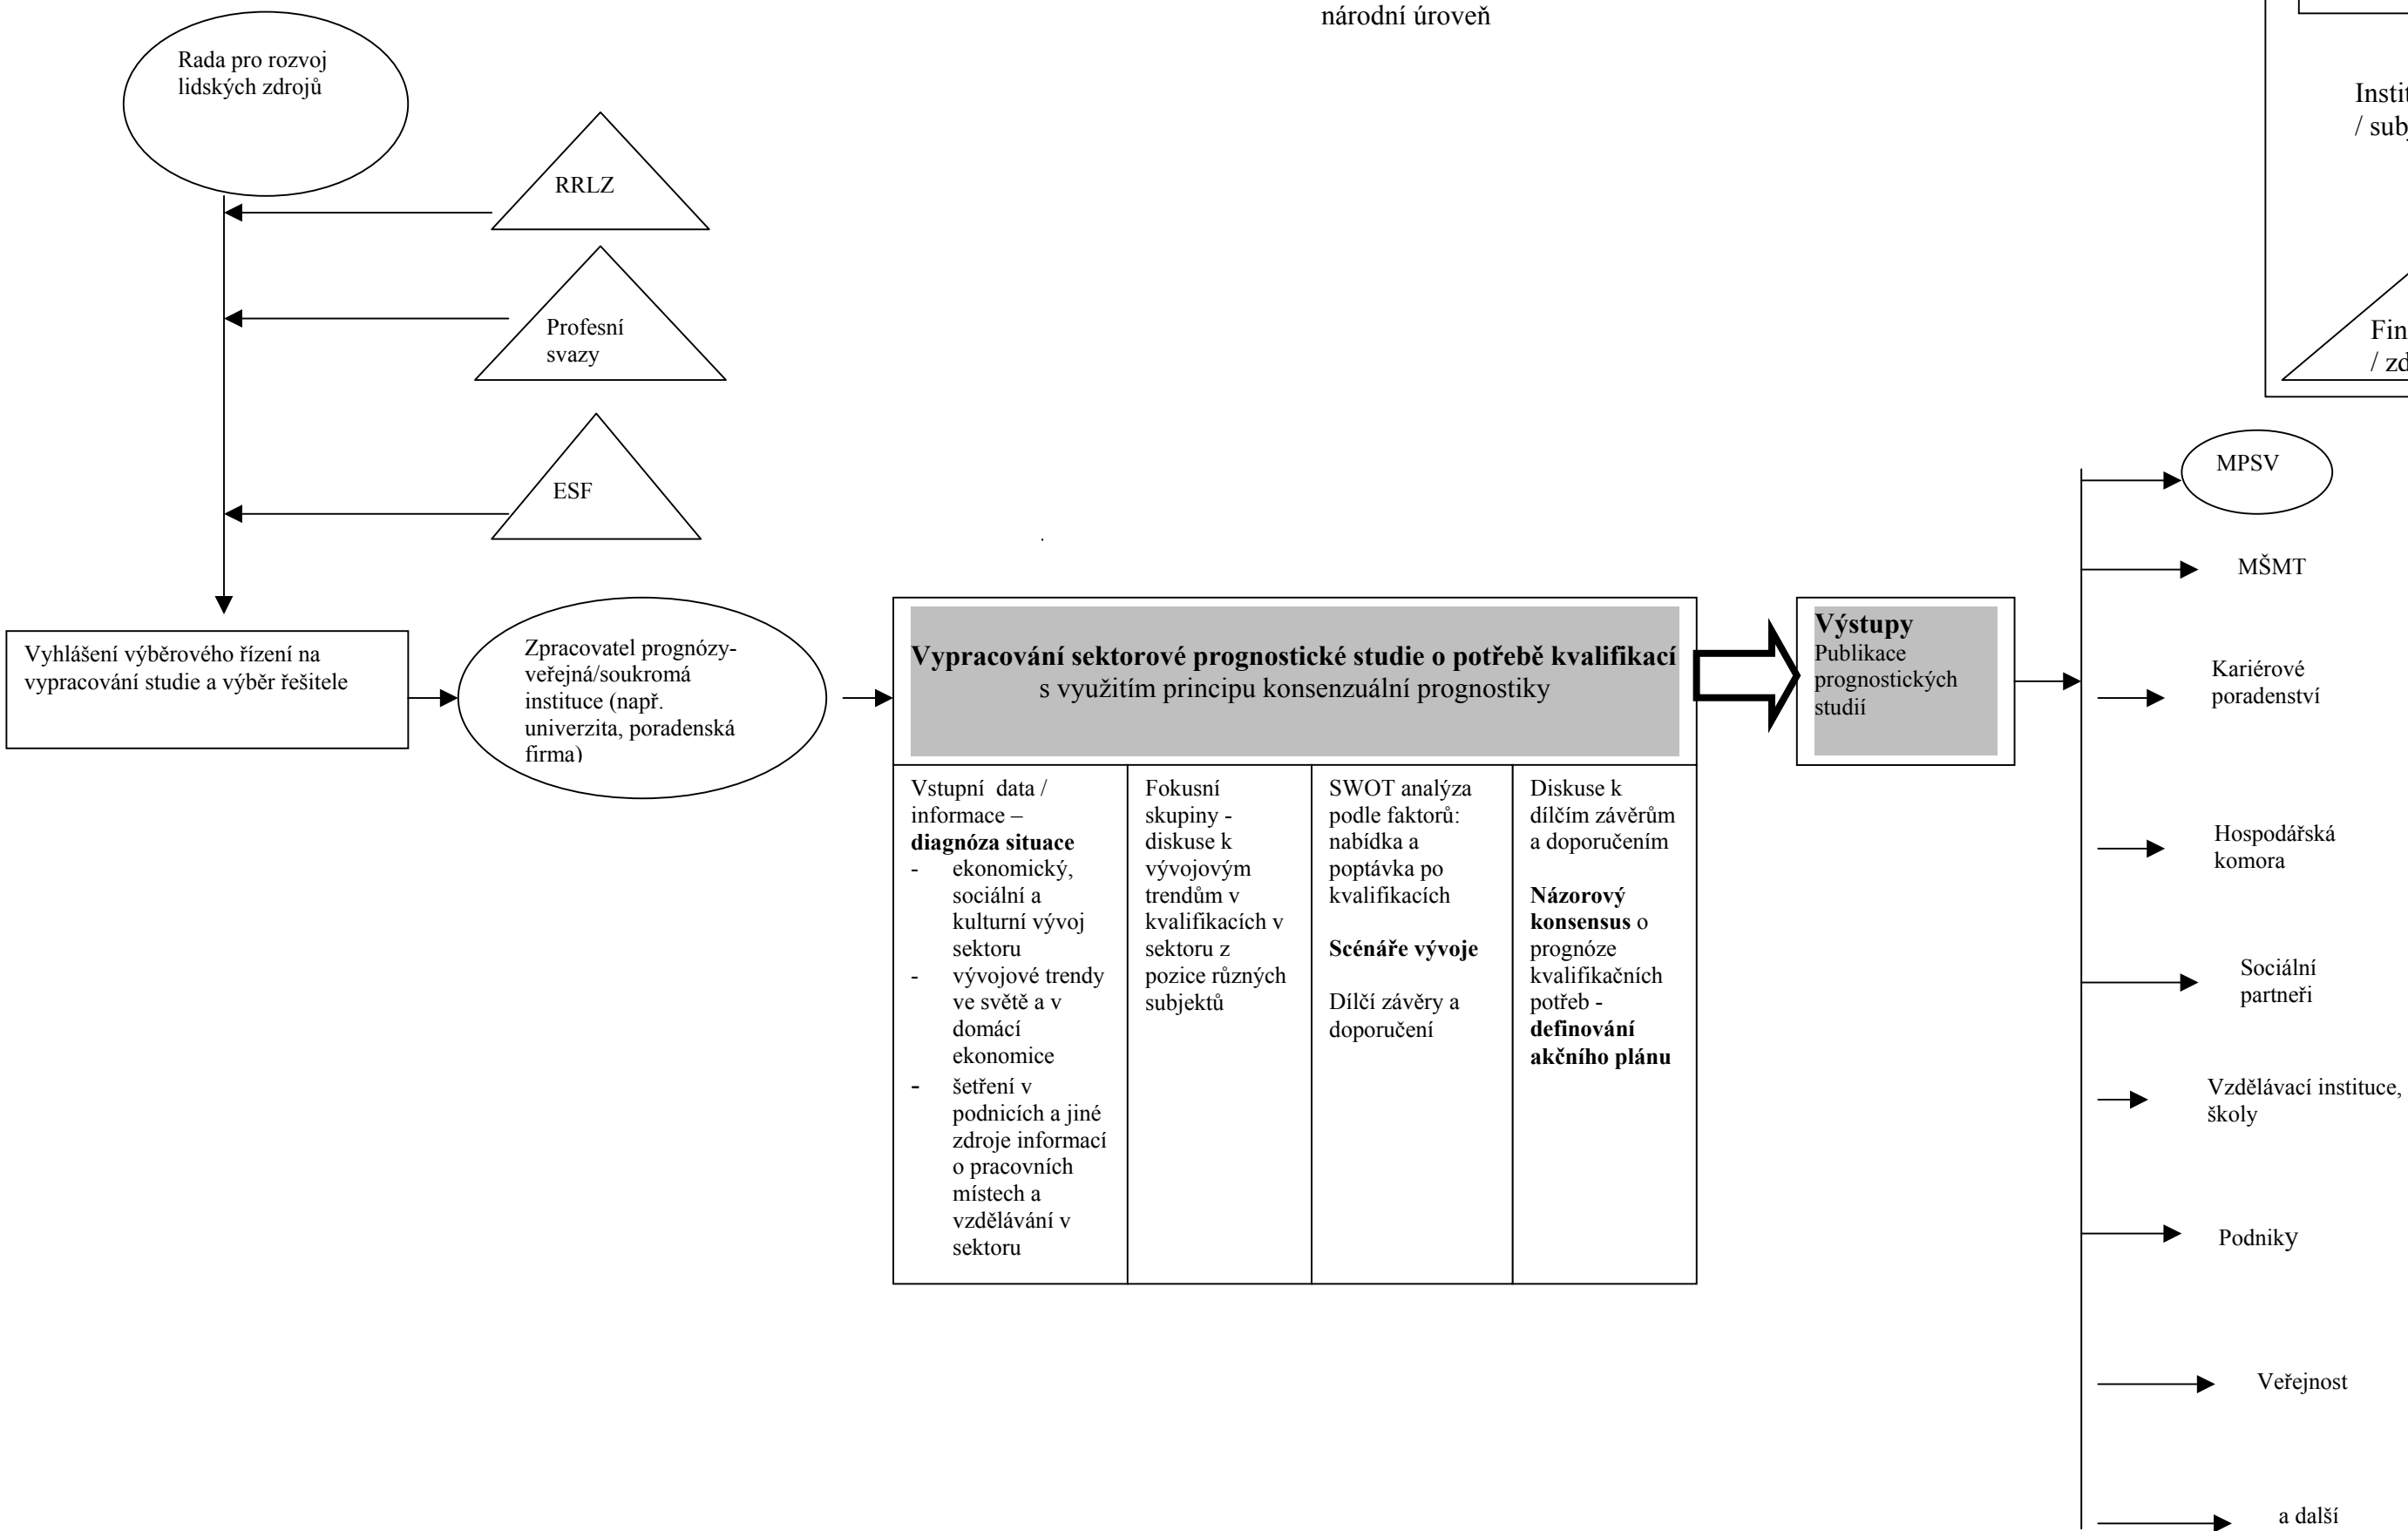 národní úroveň
Rada pro rozvoj
lidských zdrojů
RRLZ
Profesní
svazy
ESF
Vyhlášení výběrového řízení na
vypracování studie a výběr řešitele
Zpracovatel prognózy-
veřejná/soukromá
instituce (např.
univerzita, poradenská
firma)
Vypracování sektorové prognostické studie o potřebě kvalifikací
s využitím principu konsenzuální prognostiky
Vstupní data /
informace –
diagnóza situace
- ekonomický,
sociální a
kulturní vývoj
sektoru
- vývojové trendy
ve světě a v
domácí
ekonomice
- šetření v
podnicích a jiné
zdroje informací
o pracovních
místech a
vzdělávání v
sektoru
Fokusní
skupiny -
diskuse k
vývojovým
trendům v
kvalifikacích v
sektoru z
pozice různých
subjektů
SWOT analýza
podle faktorů:
nabídka a
poptávka po
kvalifikacích
Scénáře vývoje
Dílčí závěry a
doporučení
Diskuse k
dílčím závěrům
a doporučením
Názorový
konsensus o
prognóze
kvalifikačních
potřeb -
definování
akčního plánu
Výstupy
Publikace
prognostických
studií
MPSV
MŠMT
Kariérové
poradenství
Hospodářská
komora
Sociální
partneři
Vzdělávací instituce,
školy
Podniky
Veřejnost
a další
/
/